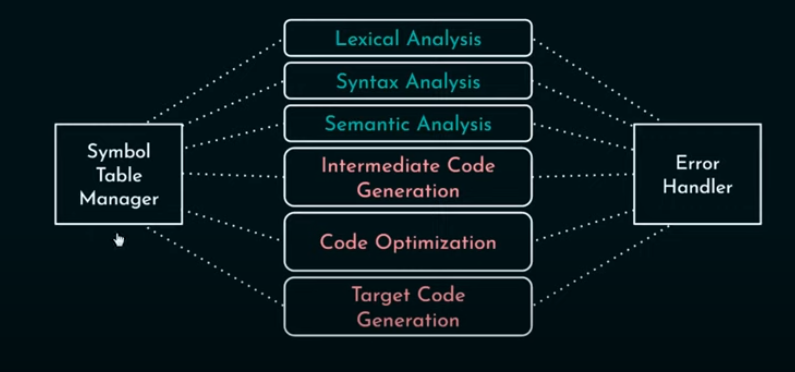 Lexical Analysis
Syntax Analysis
Semantic Analysis
Symbol
Table
Manager
Intermediate Code
Generation
Error
Handler
Code Optimization
Target Code
Generation